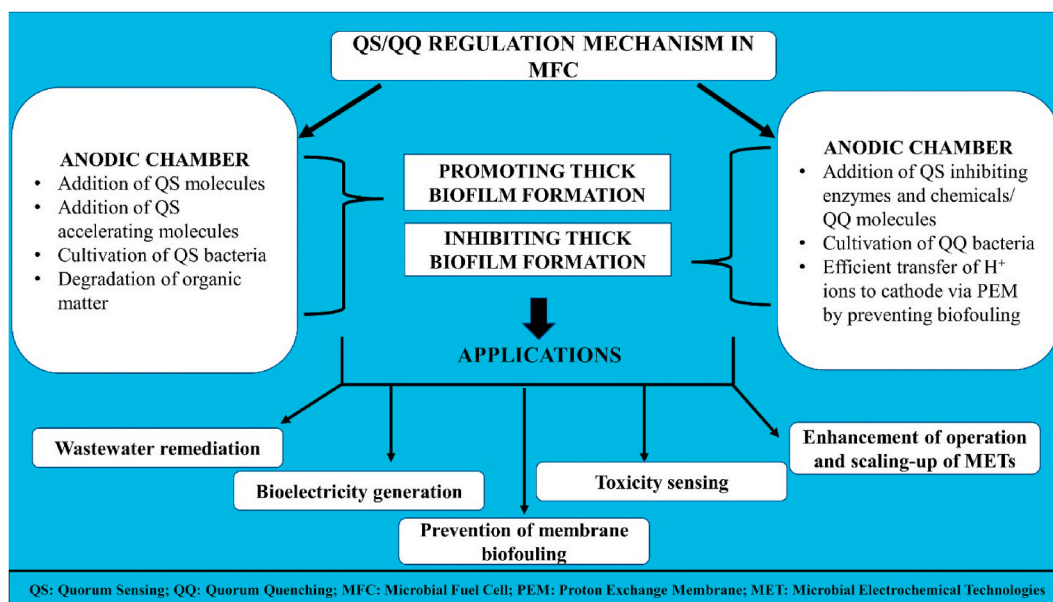 QS/QQ REGULATION MECHANISM IN
MFC
ANODIC CHAMBER
• Addition of QS molecules
• Addition of QS
accelerating molecules
• Cultivation of QS bacteria
• Degradation of organic
matter
PROMOTING THICK
BIOFILM FORMATION
INHIBITING THICK
BIOFILM FORMATION
ANODIC CHAMBER
• Addition of QS inhibiting
enzymes and chemicals/
QQ molecules
• Cultivation of QQ bacteria
• Efficient transfer of H⁺
ions to cathode via PEM
by preventing biofouling
APPLICATIONS
Wastewater remediation
Bioelectricity generation
Prevention of membrane
biofouling
Toxicity sensing
Enhancement of operation
and scaling-up of METs
QS: Quorum Sensing; QQ: Quorum Quenching; MFC: Microbial Fuel Cell; PEM: Proton Exchange Membrane; MET: Microbial Electrochemical Technologies